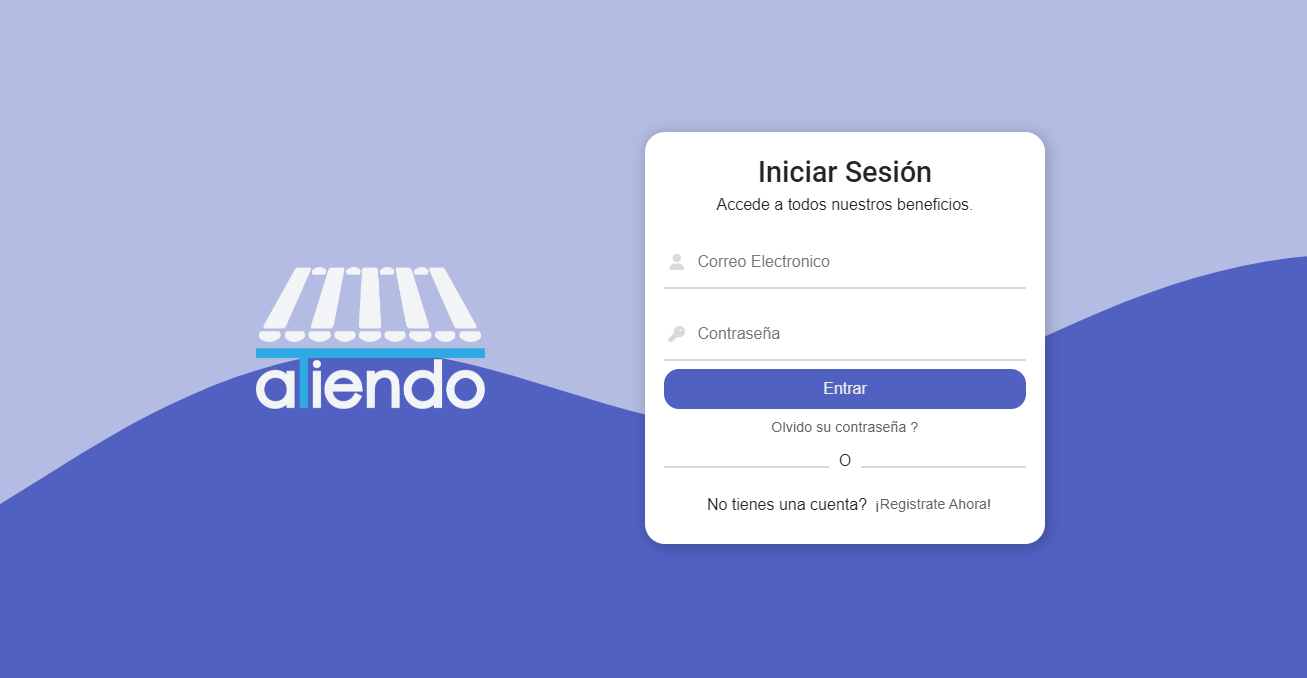 aTiendo
Iniciar Sesión
Accede a todos nuestros beneficios.
Correo Electronico
Contraseña
Entrar
Olvido su contraseña ?
O
No tienes una cuenta? ¡Registrate Ahora!